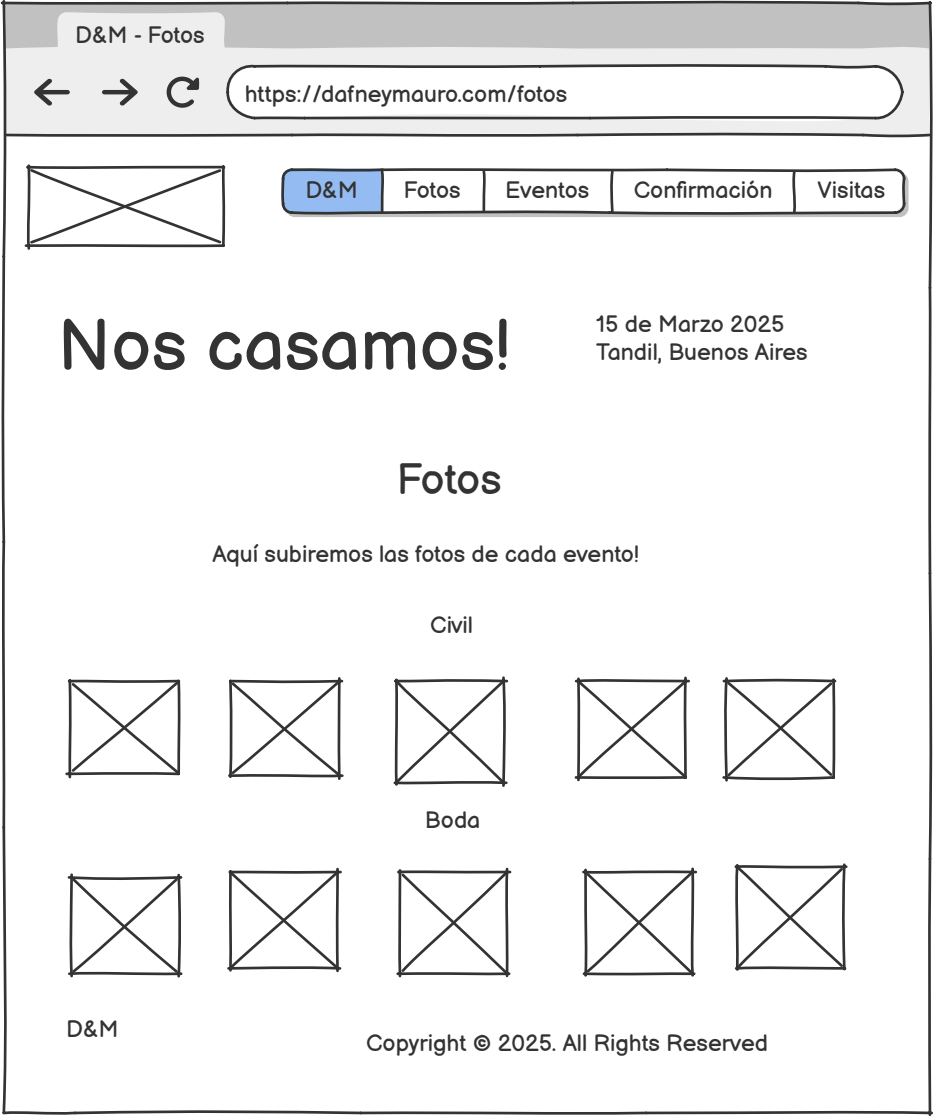 D&M - Fotos
https://dafneymauro.com/fotos
D&M Fotos Eventos Confirmación Visitas
Nos casamos!
15 de Marzo 2025
Tandil, Buenos Aires
Fotos
Aquí subiremos las fotos de cada evento!
Civil
Boda
D&M
Copyright © 2025. All Rights Reserved